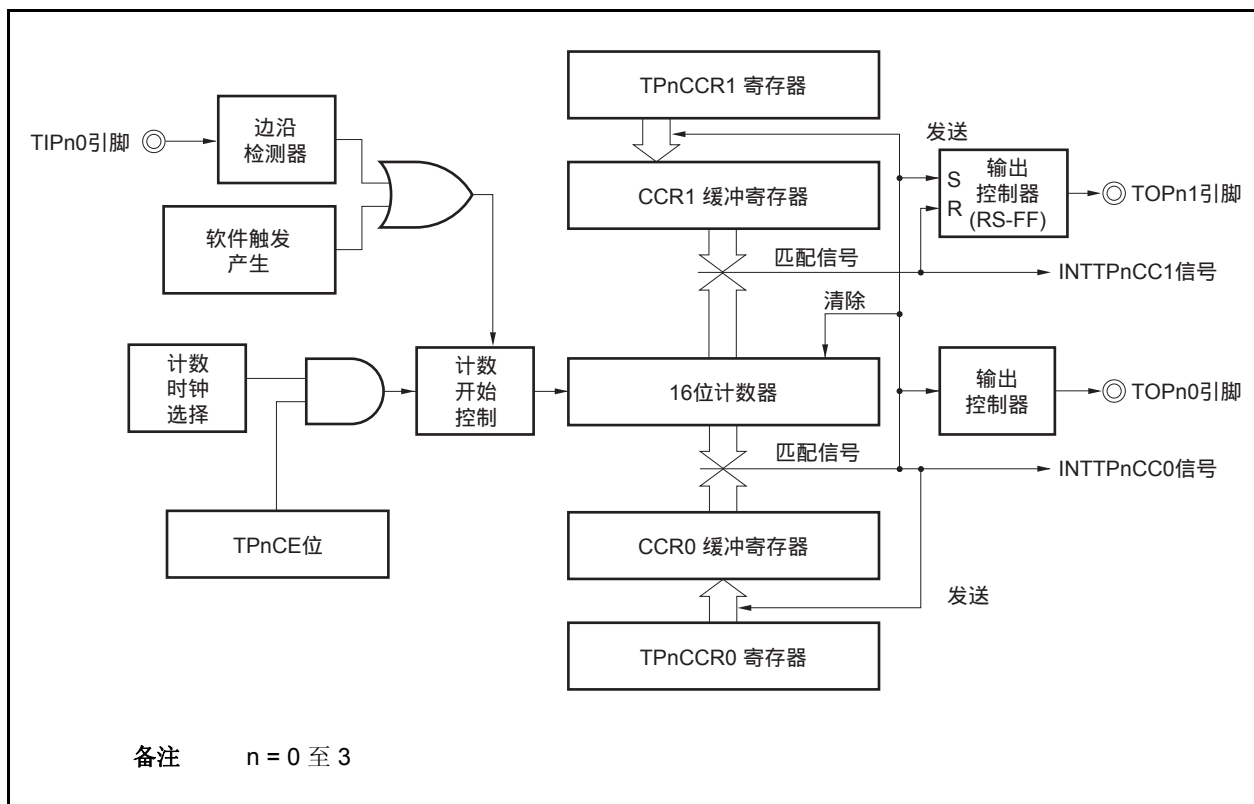 TPnCCR1 寄存器
TIPn0引脚
边沿
检测器
发送
CCR1 缓冲寄存器
S
R
输出
控制器
(RS-FF)
TOPn1引脚
软件触发
产生
匹配信号
INTTPnCC1信号
清除
计数
时钟
选择
计数
开始
控制
16位计数器
输出
控制器
TOPn0引脚
匹配信号
INTTPnCC0信号
TPnCE位
CCR0 缓冲寄存器
发送
TPnCCR0 寄存器
备注 n = 0 至 3